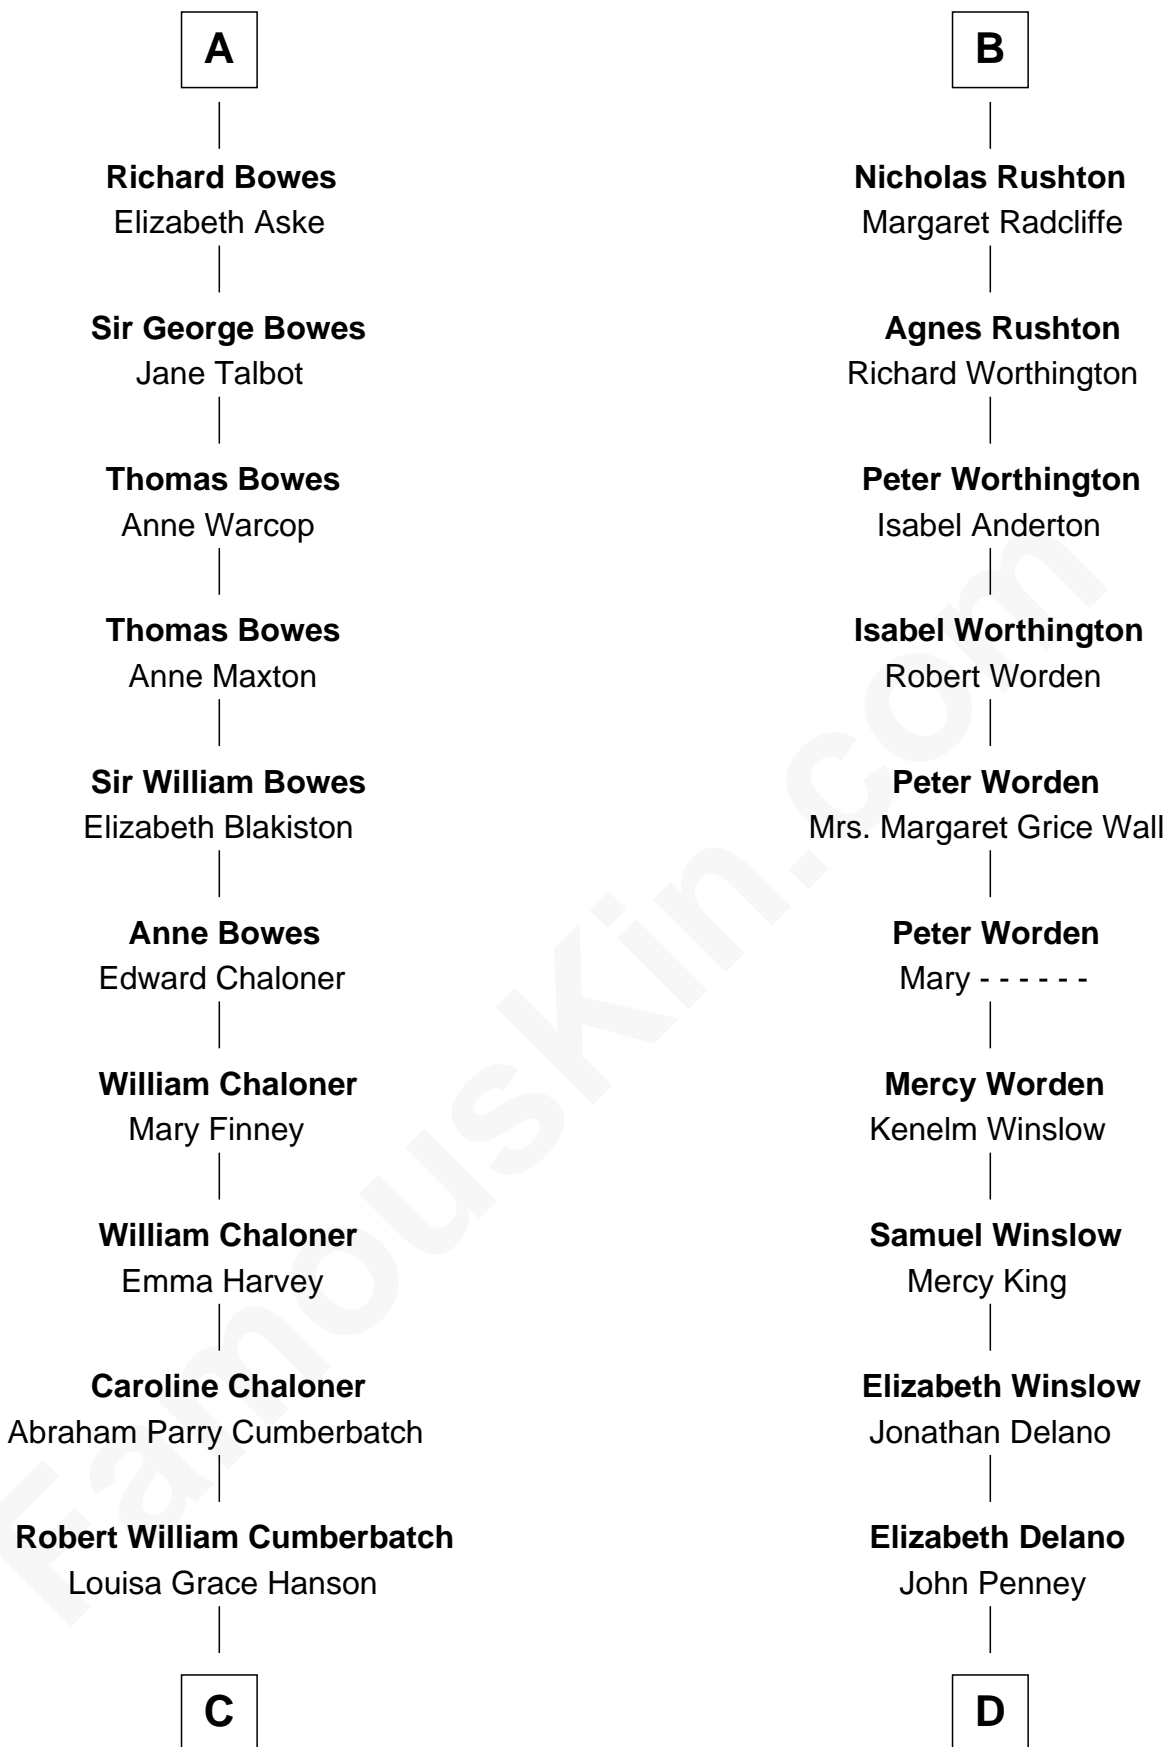 A
Richard Bowes
Elizabeth Aske
Sir George Bowes
Jane Talbot
Thomas Bowes
Anne Warcop
Thomas Bowes
Anne Maxton
Sir William Bowes
Elizabeth Blakiston
Anne Bowes
Edward Chaloner
William Chaloner
Mary Finney
William Chaloner
Emma Harvey
Caroline Chaloner
Abraham Parry Cumberbatch
Robert William Cumberbatch
Louisa Grace Hanson
C
B
Nicholas Rushton
Margaret Radcliffe
Agnes Rushton
Richard Worthington
Peter Worthington
Isabel Anderton
Isabel Worthington
Robert Worden
Peter Worden
Mrs. Margaret Grice Wall
Peter Worden
Mary - - - - - -
Mercy Worden
Kenelm Winslow
Samuel Winslow
Mercy King
Elizabeth Winslow
Jonathan Delano
Elizabeth Delano
John Penney
D
FamousKin.com